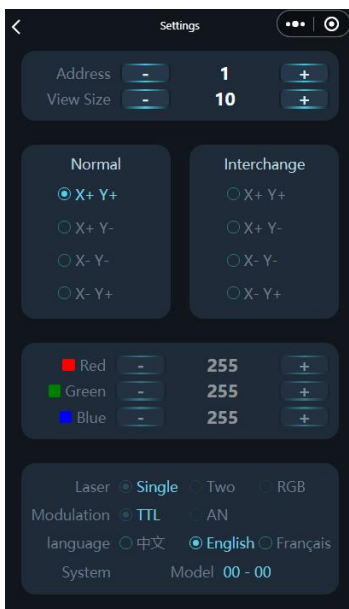 Settings
Address - 1 +
View Size - 10 +
Normal Interchange
X+ Y+ X+ Y+
X+ Y- X+ Y-
X- Y- X- Y-
X- Y+ X- Y+
Red - 255 +
Green - 255 +
Blue - 255 +
Laser Single Two RGB
Modulation TTL AN
language 中文 English Français
System Model 00 - 00